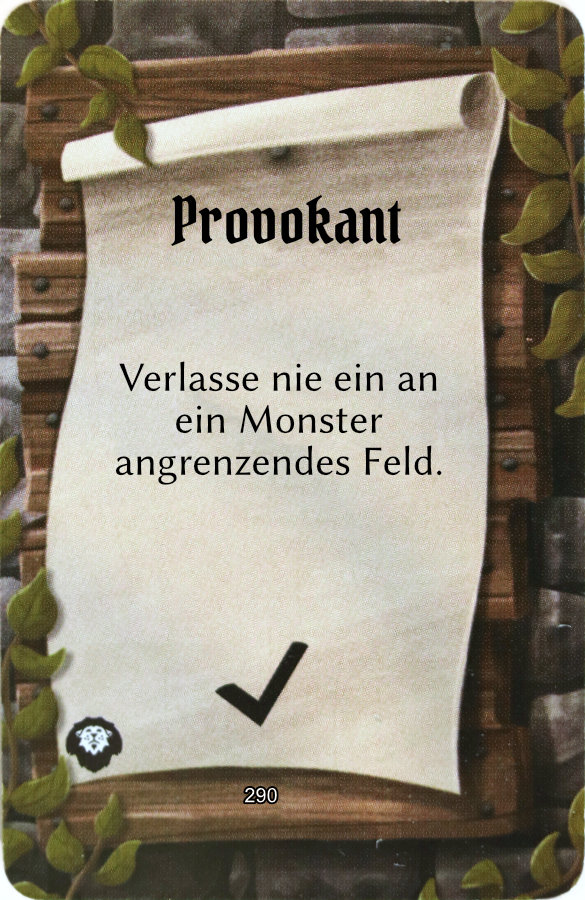 Provokant
Verlasse nie ein an
ein Monster
angrenzendes Feld.
290